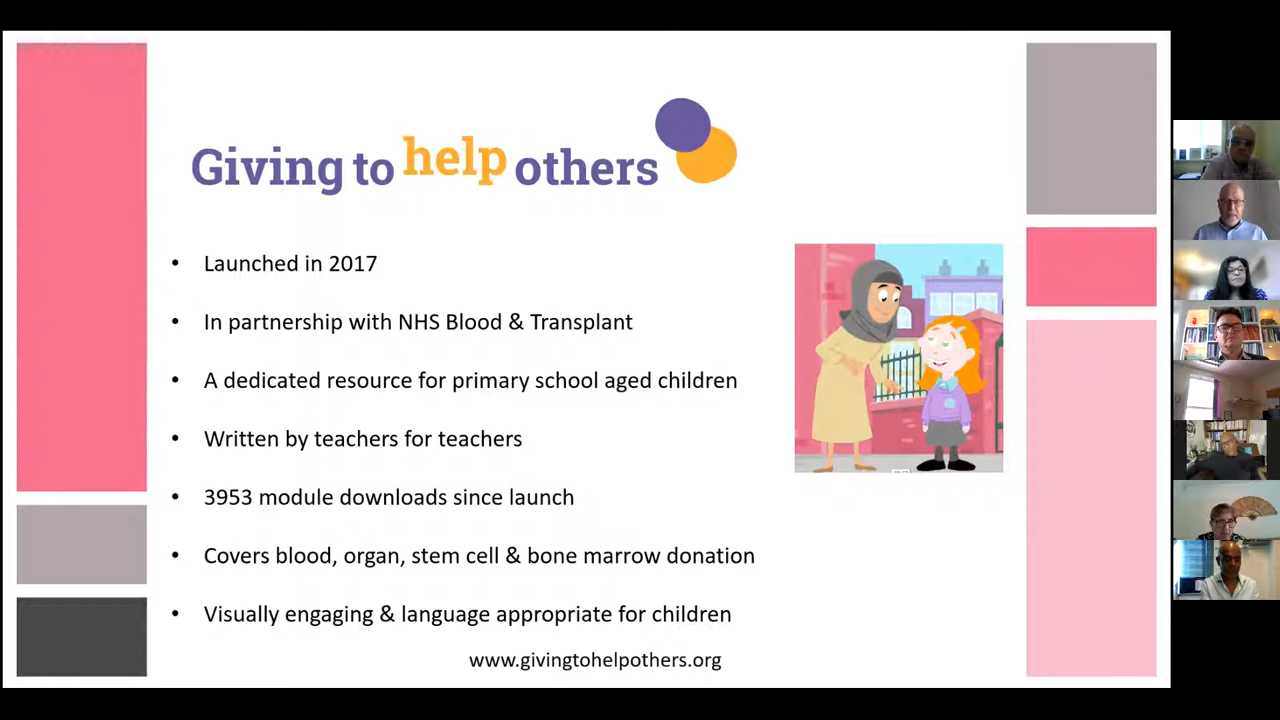 Giving to help others
• Launched in 2017
• In partnership with NHS Blood & Transplant
• A dedicated resource for primary school aged children
• Written by teachers for teachers
• 3953 module downloads since launch
• Covers blood, organ, stem cell & bone marrow donation
• Visually engaging & language appropriate for children
www.givingtohelpothers.org